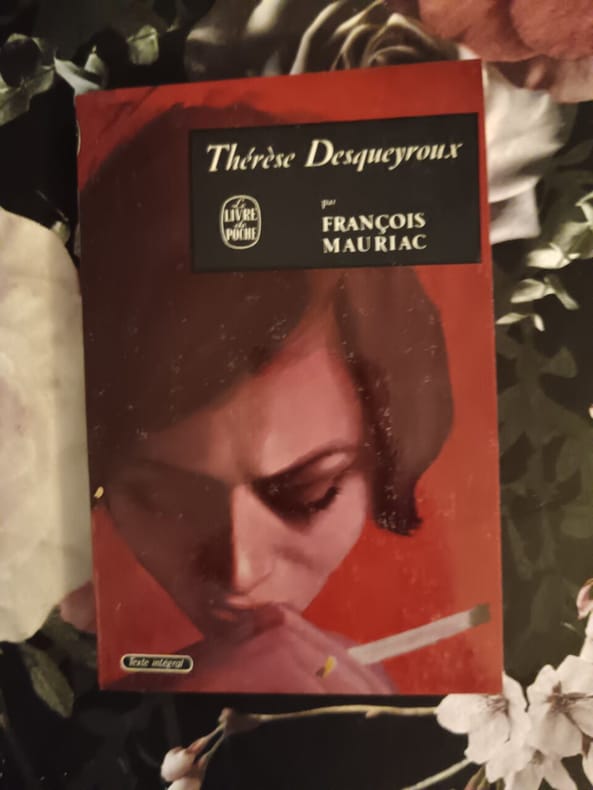 Thérèse Desqueyroux
Le
LIVRE
de
POCHE
par
FRANÇOIS
MAURIAC
Texte intégral